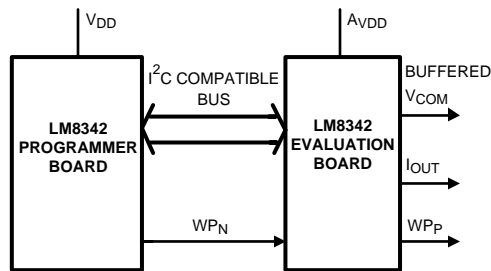 VDD
AVDD
I²C COMPATIBLE
BUS
BUFFERED
VCOM
LM8342
PROGRAMMER
BOARD
LM8342
EVALUATION
BOARD
IOUT
WPN
WPP